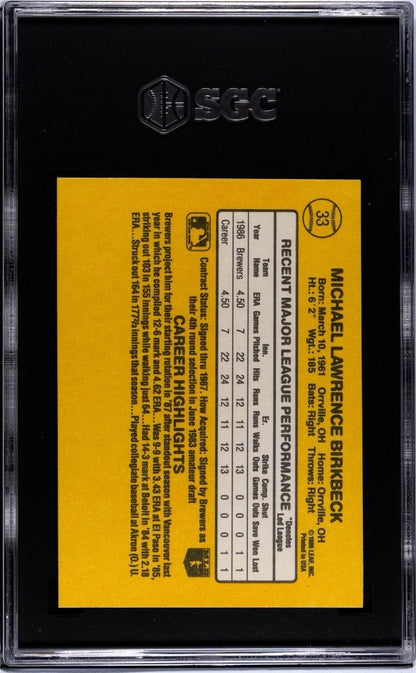 SGC
33
MICHAEL LAWRENCE BIRKBECK
Born: March 10, 1961 Orrville, OH Home: Orrville, OH
Ht.: 6'2" Wgt.: 185 Bats: Right Throws: Right
© 1986 LEAF, INC.
Printed in USA
RECENT MAJOR LEAGUE PERFORMANCE
*Denotes
Led League
Team Inn. Er. Strike Comp. Shut
Year Name ERA Games Pitched Hits Runs Runs Walks Outs Games Outs Save Won Lost
1986 Brewers 4.50 7 22 24 12 11 12 13 0 0 0 1 1
Career 4.50 7 22 24 12 11 12 13 0 0 0 1 1
Contract Status: Signed thru 1987. How Acquired: Signed by Brewers as
their 4th round selection in June 1983 amateur draft
CAREER HIGHLIGHTS
Brewers project him for their starting rotation in '87 after stand-out season with Vancouver last
year in which he compiled 12-6 mark and 4.62 ERA...Was 9-9 with 3.43 ERA at El Paso in '85,
striking out 103 in 155 innings while walking just 64...Had 14-3 mark at Beloit in '84 with 2.18
ERA...Struck out 164 in 177⅔ innings that season...Played collegiate baseball at Akron (O.) U.